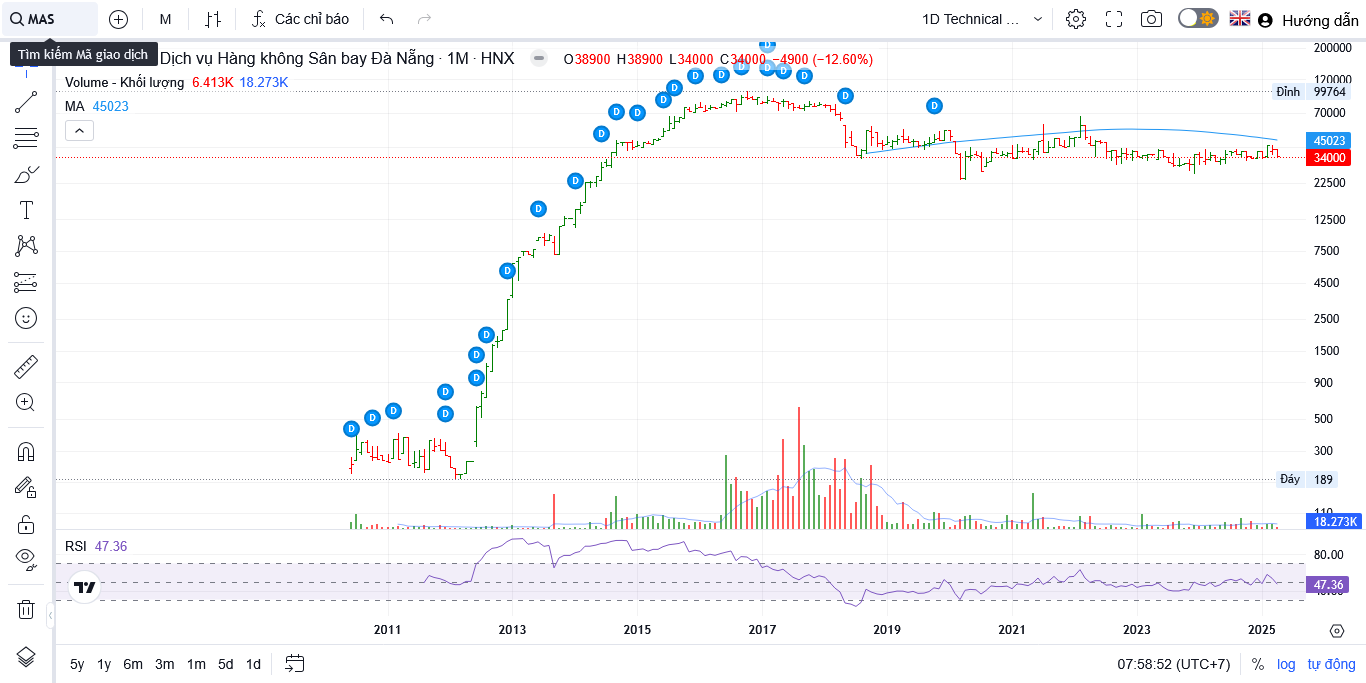 MAS
M
Các chỉ báo
1D Technical ...
Hướng dẫn
Tìm kiếm Mã giao dịch
Dịch vụ Hàng không Sân bay Đà Nẵng · 1M · HNX
O38900 H38900 L34000 C34000 −4900 (−12.60%)
Volume - Khối lượng 6.413K 18.273K
MA 45023
200000
120000
Đỉnh 99764
70000
45023
34000
22500
12500
7500
4500
2500
1500
900
500
300
Đáy 189
110
18.273K
RSI 47.36
80.00
47.36
2011 2013 2015 2017 2019 2021 2023 2025
5y 1y 6m 3m 1m 5d 1d
07:58:52 (UTC+7) % log tự động